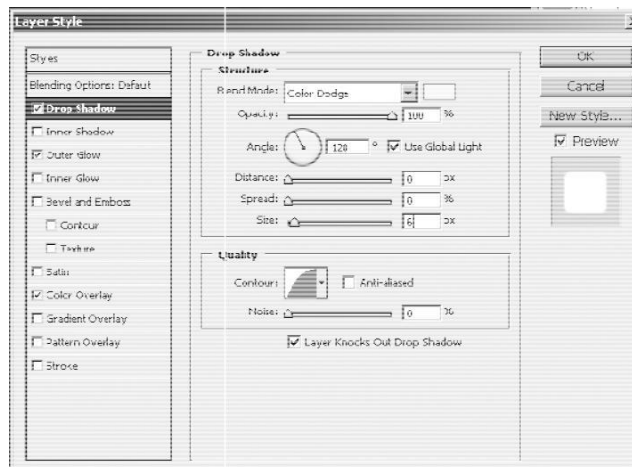 Layer Style
Styles
Blending Options: Default
Drop Shadow
Inner Shadow
Outer Glow
Inner Glow
Bevel and Emboss
Contour
Texture
Satin
Color Overlay
Gradient Overlay
Pattern Overlay
Stroke
Drop Shadow
Structure
Blend Mode: Color Dodge
Opacity: 100 %
Angle: 120 ° Use Global Light
Distance: 0 px
Spread: 0 %
Size: 6 px
Quality
Contour: Anti-aliased
Noise: 0 %
Layer Knocks Out Drop Shadow
OK
Cancel
New Style...
Preview